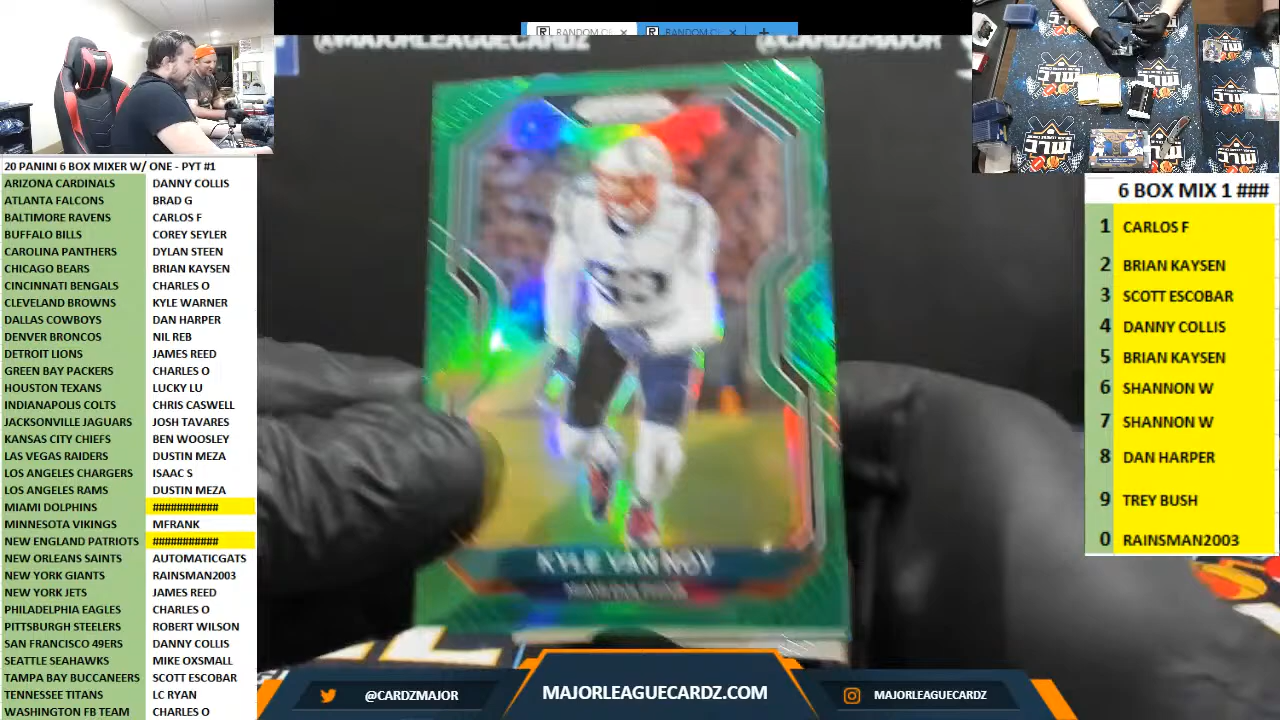 RANDOM
RANDOM
@MAJORLEAGUECARDZ
@CARDZMAJOR
20 PANINI 6 BOX MIXER W/ ONE - PYT #1
ARIZONA CARDINALS DANNY COLLIS
ATLANTA FALCONS BRAD G
BALTIMORE RAVENS CARLOS F
BUFFALO BILLS COREY SEYLER
CAROLINA PANTHERS DYLAN STEEN
CHICAGO BEARS BRIAN KAYSEN
CINCINNATI BENGALS CHARLES O
CLEVELAND BROWNS KYLE WARNER
DALLAS COWBOYS DAN HARPER
DENVER BRONCOS NIL REB
DETROIT LIONS JAMES REED
GREEN BAY PACKERS CHARLES O
HOUSTON TEXANS LUCKY LU
INDIANAPOLIS COLTS CHRIS CASWELL
JACKSONVILLE JAGUARS JOSH TAVARES
KANSAS CITY CHIEFS BEN WOOSLEY
LAS VEGAS RAIDERS DUSTIN MEZA
LOS ANGELES CHARGERS ISAAC S
LOS ANGELES RAMS DUSTIN MEZA
MIAMI DOLPHINS ###########
MINNESOTA VIKINGS MFRANK
NEW ENGLAND PATRIOTS ###########
NEW ORLEANS SAINTS AUTOMATICGATS
NEW YORK GIANTS RAINSMAN2003
NEW YORK JETS JAMES REED
PHILADELPHIA EAGLES CHARLES O
PITTSBURGH STEELERS ROBERT WILSON
SAN FRANCISCO 49ERS DANNY COLLIS
SEATTLE SEAHAWKS MIKE OXSMALL
TAMPA BAY BUCCANEERS SCOTT ESCOBAR
TENNESSEE TITANS LC RYAN
WASHINGTON FB TEAM CHARLES O
KYLE VAN NOY
6 BOX MIX 1 ###
1 CARLOS F
2 BRIAN KAYSEN
3 SCOTT ESCOBAR
4 DANNY COLLIS
5 BRIAN KAYSEN
6 SHANNON W
7 SHANNON W
8 DAN HARPER
9 TREY BUSH
0 RAINSMAN2003
@CARDZMAJOR
MAJORLEAGUECARDZ.COM
MAJORLEAGUECARDZ